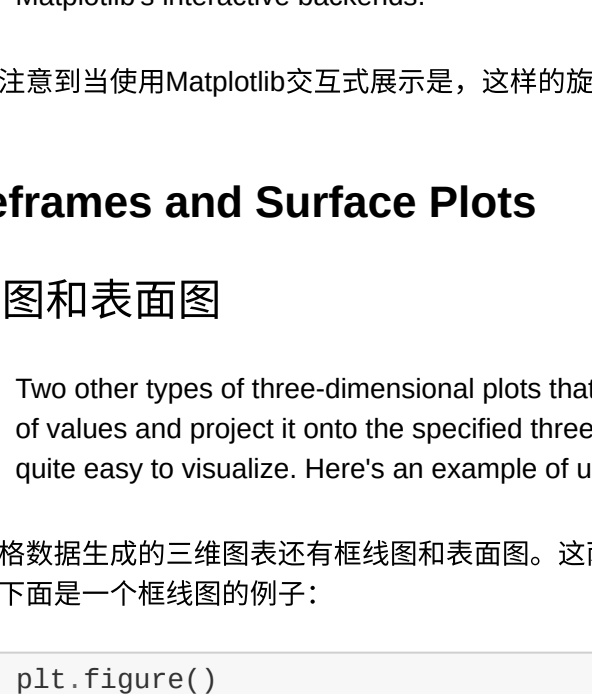 Matplotlib's interactive backends.
注意到当使用Matplotlib交互式展示是，这样的旋
eframes and Surface Plots
图和表面图
Two other types of three-dimensional plots that
of values and project it onto the specified three
quite easy to visualize. Here's an example of u
格数据生成的三维图表还有框线图和表面图。这
下面是一个框线图的例子：
plt.figure()